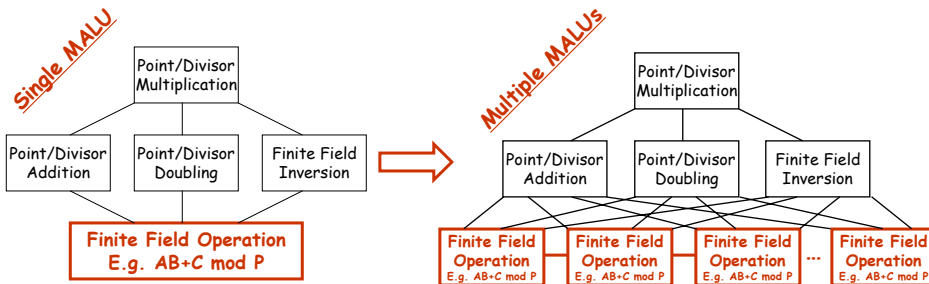 Single MALU
Point/Divisor
Multiplication
Point/Divisor
Addition
Point/Divisor
Doubling
Finite Field
Inversion
Finite Field Operation
E.g. AB+C mod P
Multiple MALUs
Point/Divisor
Multiplication
Point/Divisor
Addition
Point/Divisor
Doubling
Finite Field
Inversion
Finite Field
Operation
E.g. AB+C mod P
Finite Field
Operation
E.g. AB+C mod P
Finite Field
Operation
E.g. AB+C mod P
...
Finite Field
Operation
E.g. AB+C mod P